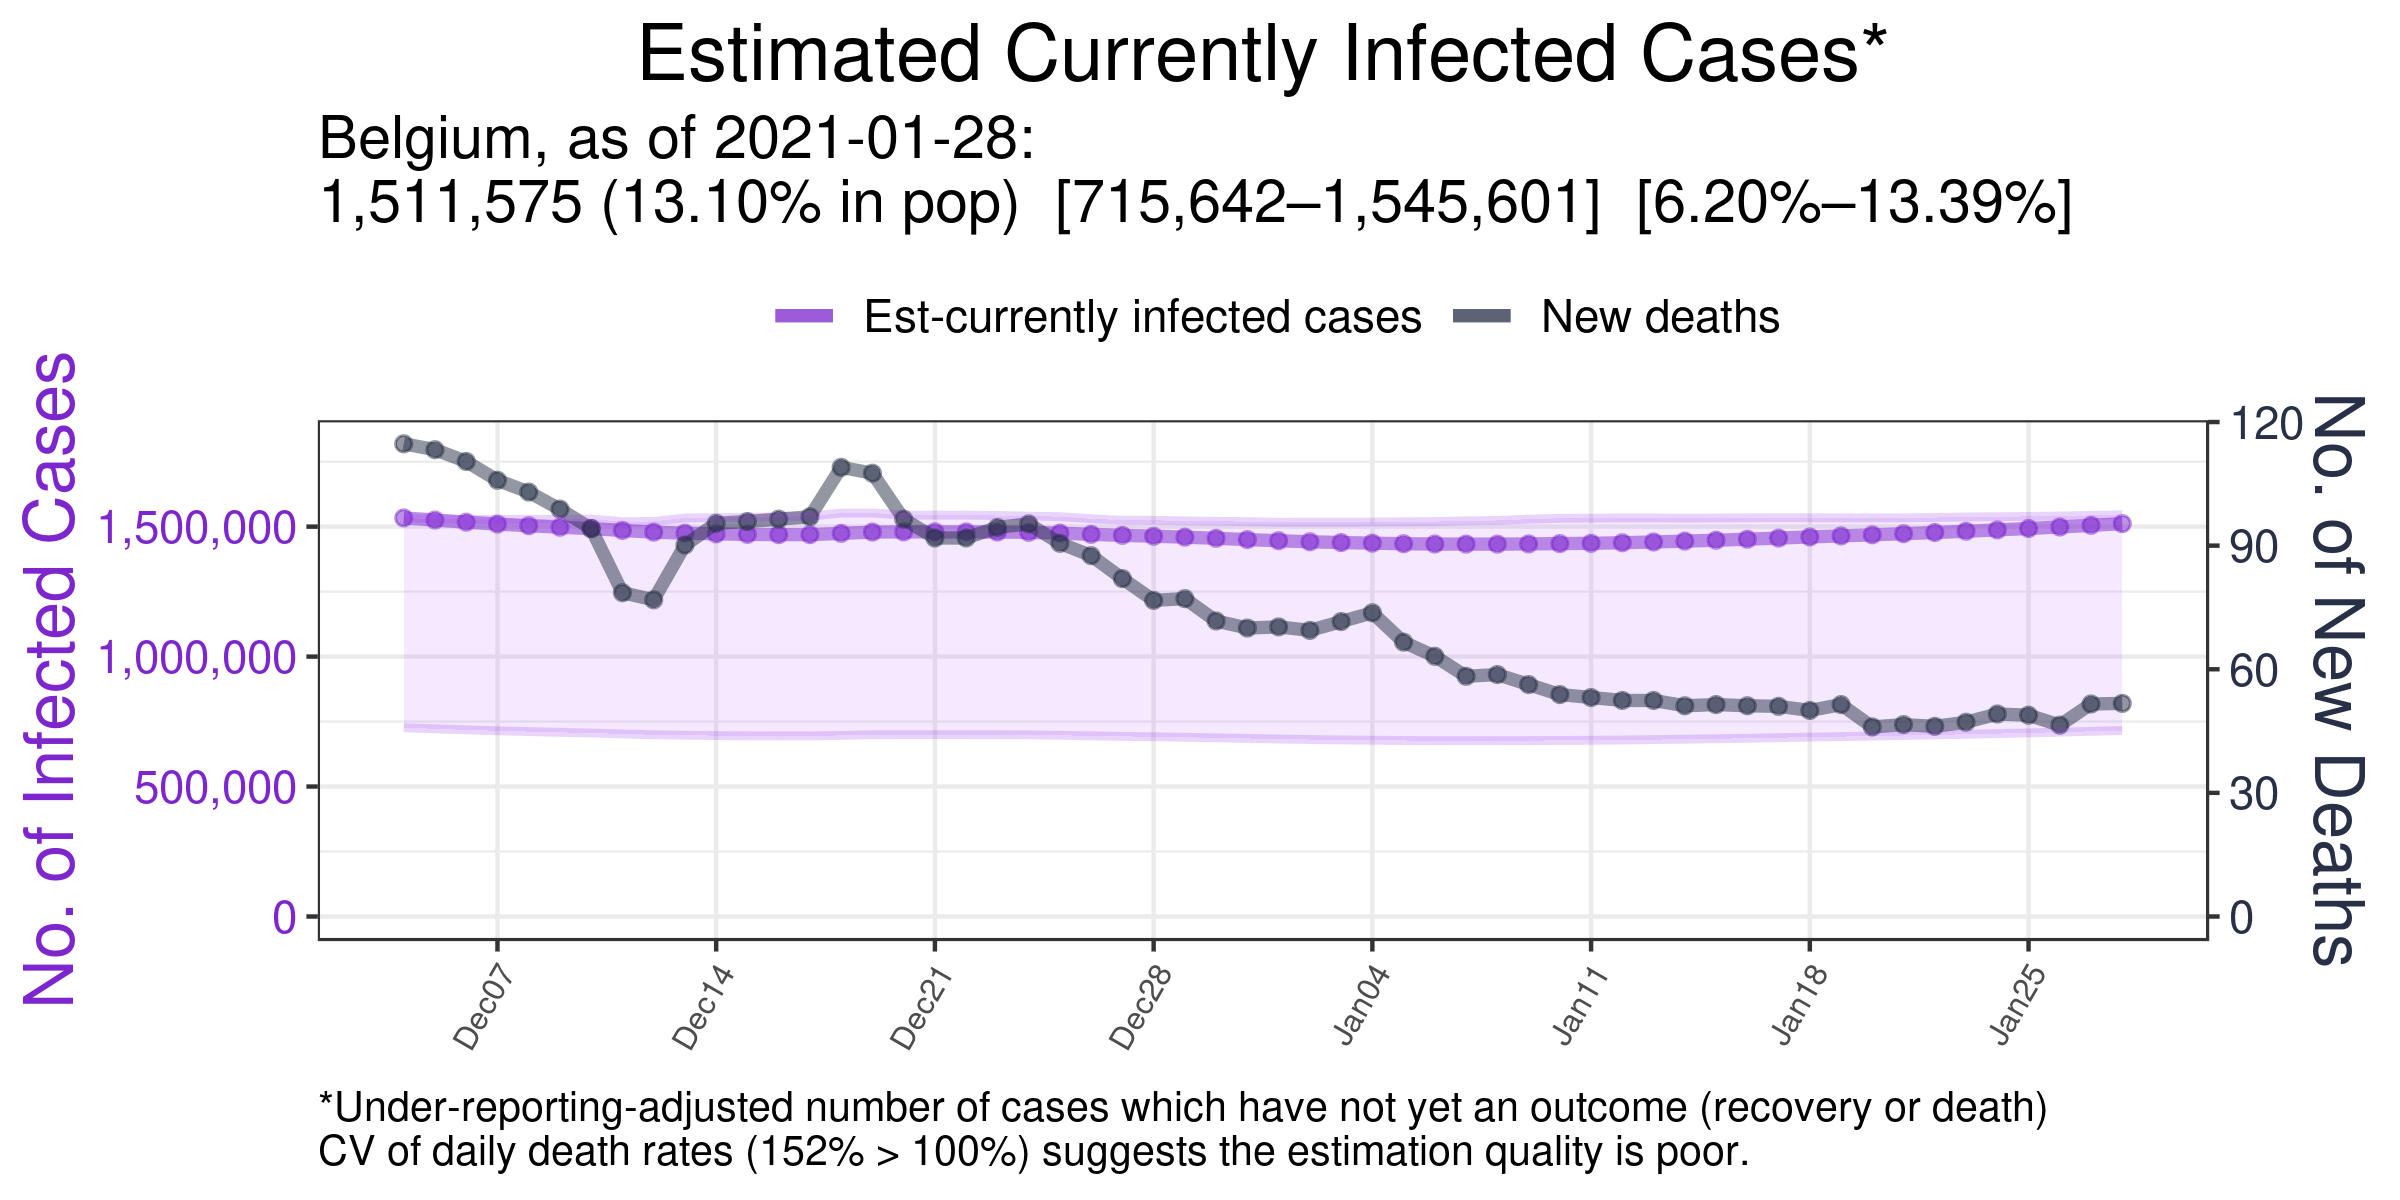 Estimated Currently Infected Cases*
Belgium, as of 2021-01-28:
1,511,575 (13.10% in pop)  [715,642–1,545,601]  [6.20%–13.39%]
Est-currently infected cases
New deaths
No. of Infected Cases
1,500,000
1,000,000
500,000
0
120
90
60
30
0
No. of New Deaths
Dec07
Dec14
Dec21
Dec28
Jan04
Jan11
Jan18
Jan25
*Under-reporting-adjusted number of cases which have not yet an outcome (recovery or death)
CV of daily death rates (152% > 100%) suggests the estimation quality is poor.